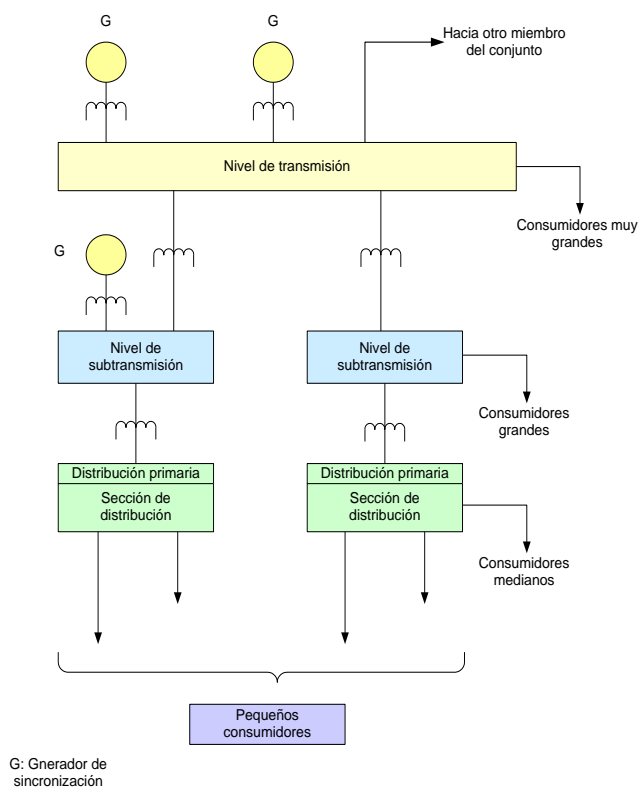 G
G
Hacia otro miembro
del conjunto
Nivel de transmisión
Consumidores muy
grandes
G
Nivel de
subtransmisión
Nivel de
subtransmisión
Consumidores
grandes
Distribución primaria
Sección de
distribución
Distribución primaria
Sección de
distribución
Consumidores
medianos
Pequeños
consumidores
G: Gnerador de
sincronización